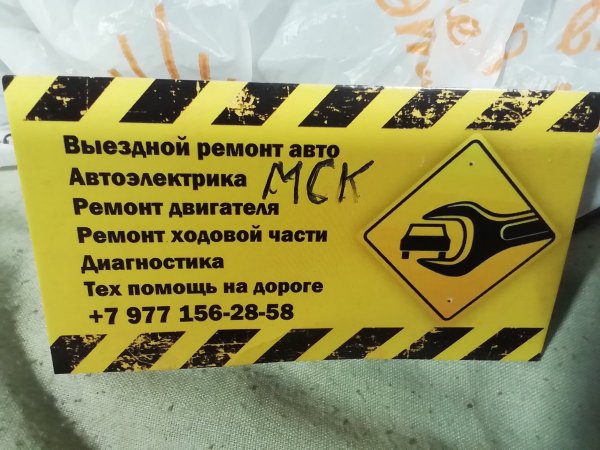 Выездной ремонт авто
Автоэлектрика МСК
Ремонт двигателя
Ремонт ходовой части
Диагностика
Тех помощь на дороге
+7 977 156-28-58